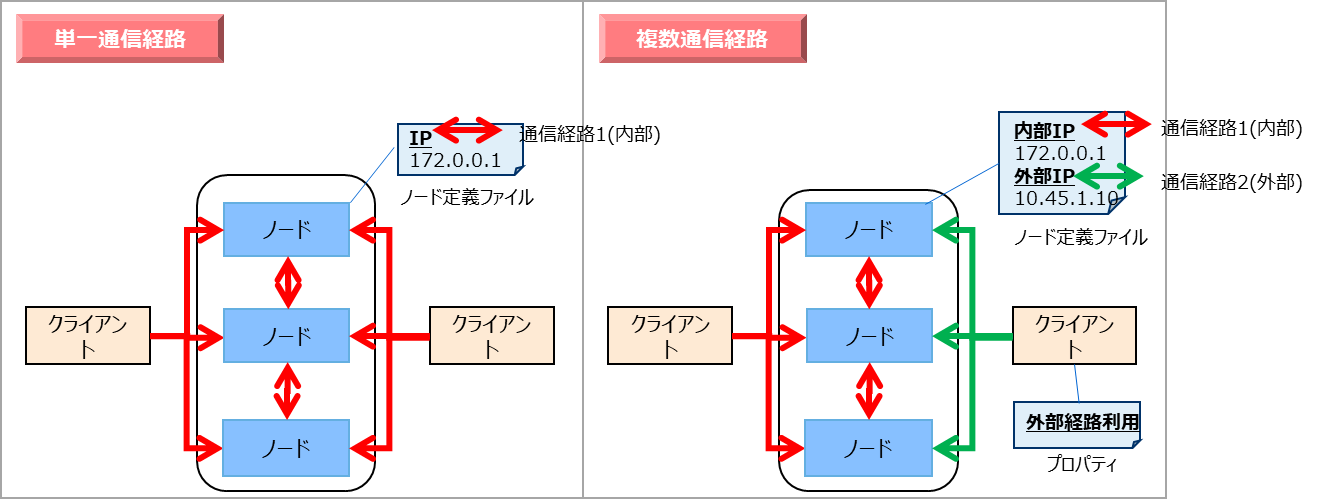 単一通信経路
IP
172.0.0.1
通信経路1(内部)
ノード定義ファイル
ノード
ノード
ノード
クライアン
ト
クライアン
ト
複数通信経路
内部IP
172.0.0.1
外部IP
10.45.1.10
通信経路1(内部)
通信経路2(外部)
ノード定義ファイル
ノード
ノード
ノード
クライアン
ト
クライアン
ト
外部経路利用
プロパティ